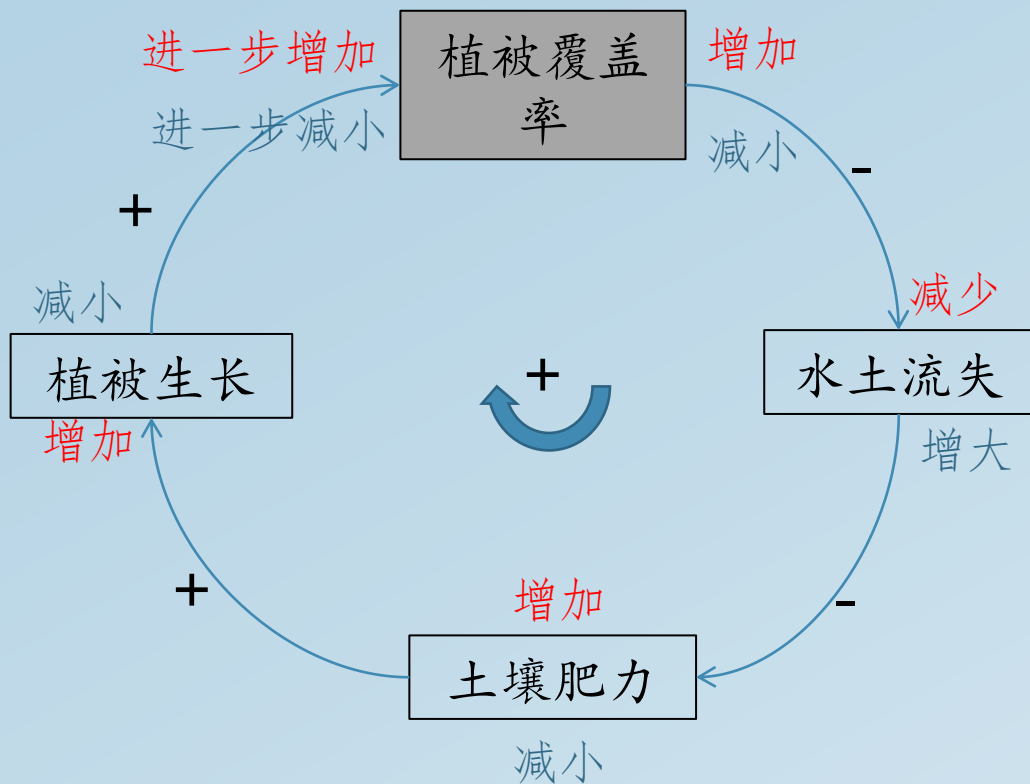 进一步增加
植被覆盖
率
增加
进一步减小
减小
-
+
减小
减少
植被生长
+
水土流失
增加
增大
+
增加
-
土壤肥力
减小